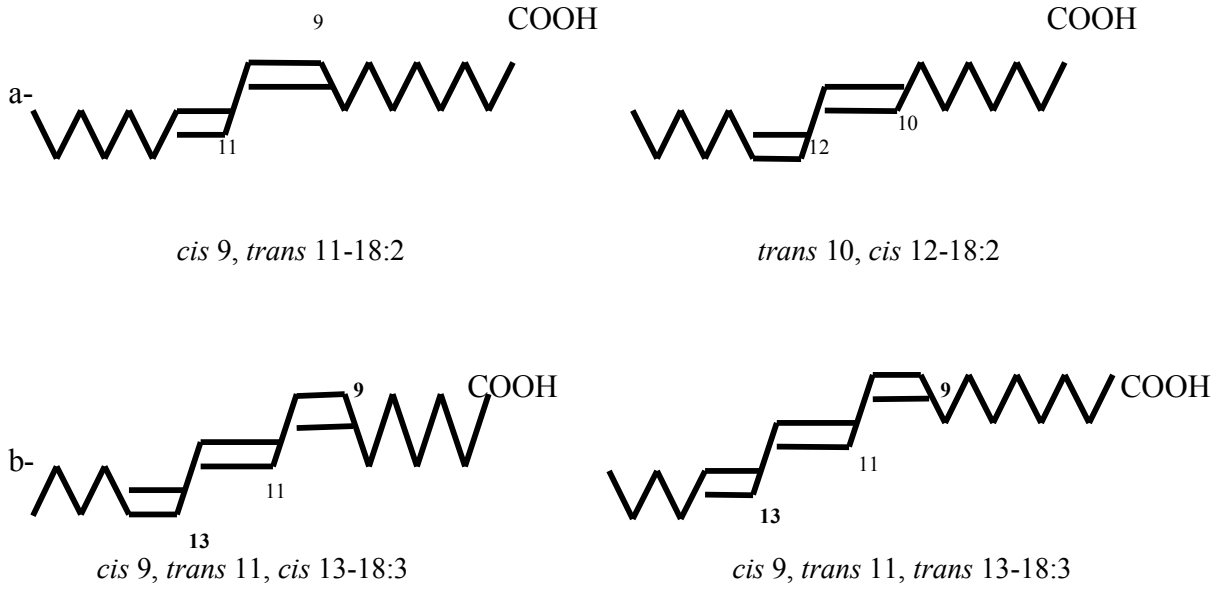 9 COOH COOH
a-
11 12 10
cis 9, trans 11-18:2 trans 10, cis 12-18:2
9 COOH 9 COOH
b-
11 11
13 13
cis 9, trans 11, cis 13-18:3 cis 9, trans 11, trans 13-18:3